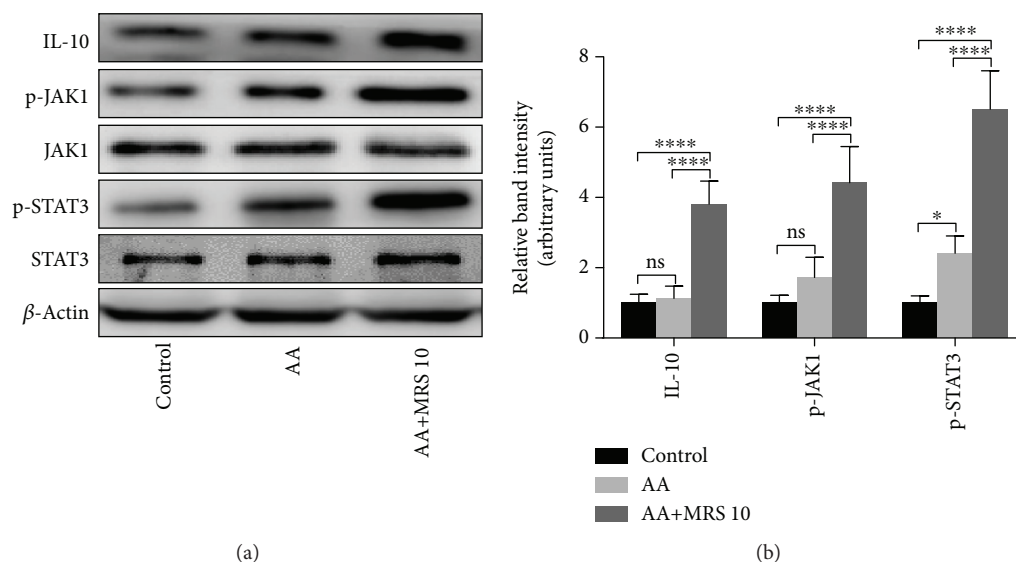 IL-10
p-JAK1
JAK1
p-STAT3
STAT3
β-Actin
Control
AA
AA+MRS 10
(a)
Relative band intensity
(arbitrary units)
8
6
4
2
0
****
****
ns
****
****
ns
****
****
*
IL-10
p-JAK1
p-STAT3
Control
AA
AA+MRS 10
(b)